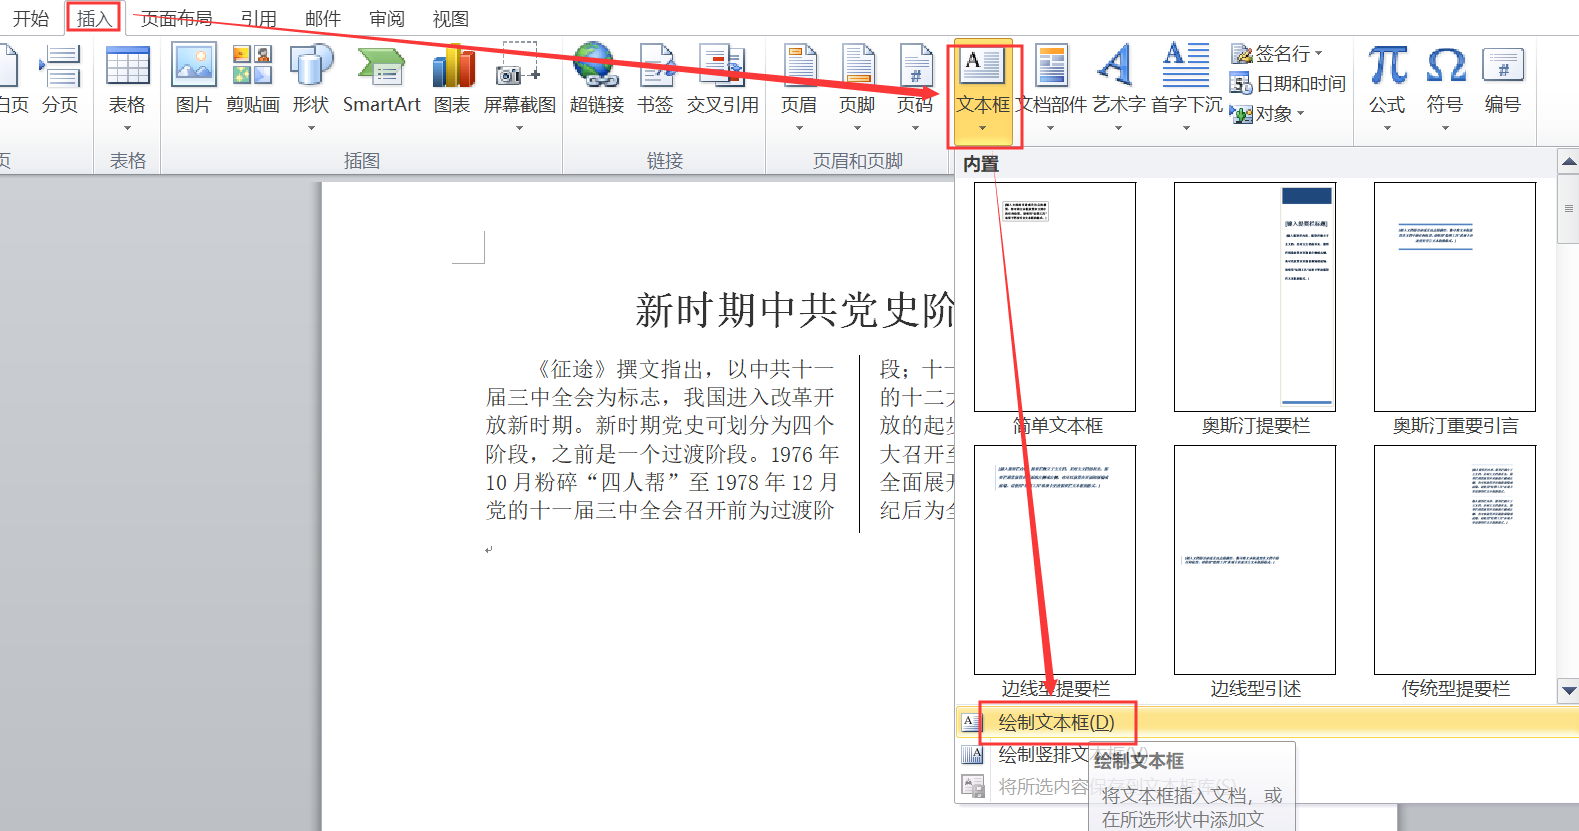 开始 插入 页面布局 引用 邮件 审阅 视图
白页 分页 表格 图片 剪贴画 形状 SmartArt 图表 屏幕截图 超链接 书签 交叉引用 页眉 页脚 页码 文本框 文档部件 艺术字 首字下沉 公式 符号 编号
签名行
日期和时间
对象
页 表格 插图 链接 页眉和页脚
内置
简单文本框 奥斯汀提要栏 奥斯汀重要引言
边线型提要栏 边线型引述 传统型提要栏
绘制文本框(D)
绘制竖排文本框(V)
将所选内容保存到文本框库(S)
绘制文本框
将文本框插入文档，或
在所选形状中添加文
新时期中共党史阶
《征途》撰文指出，以中共十一
届三中全会为标志，我国进入改革开
放新时期。新时期党史可划分为四个
阶段，之前是一个过渡阶段。1976 年
10 月粉碎“四人帮”至 1978 年 12 月
党的十一届三中全会召开前为过渡阶
段；十一
的十二大
放的起步
大召开至
全面展开
纪后为全